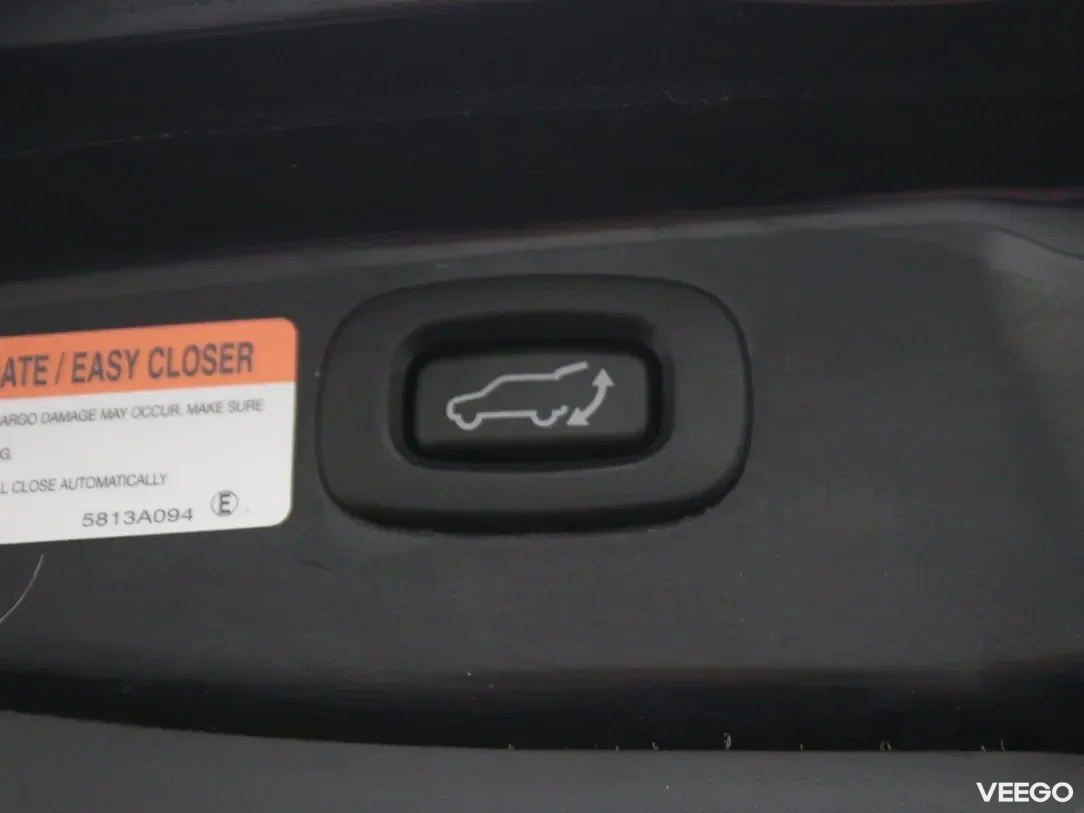 ATE / EASY CLOSER
ARGO DAMAGE MAY OCCUR. MAKE SURE
G.
L CLOSE AUTOMATICALLY
5813A094 E
VEEGO